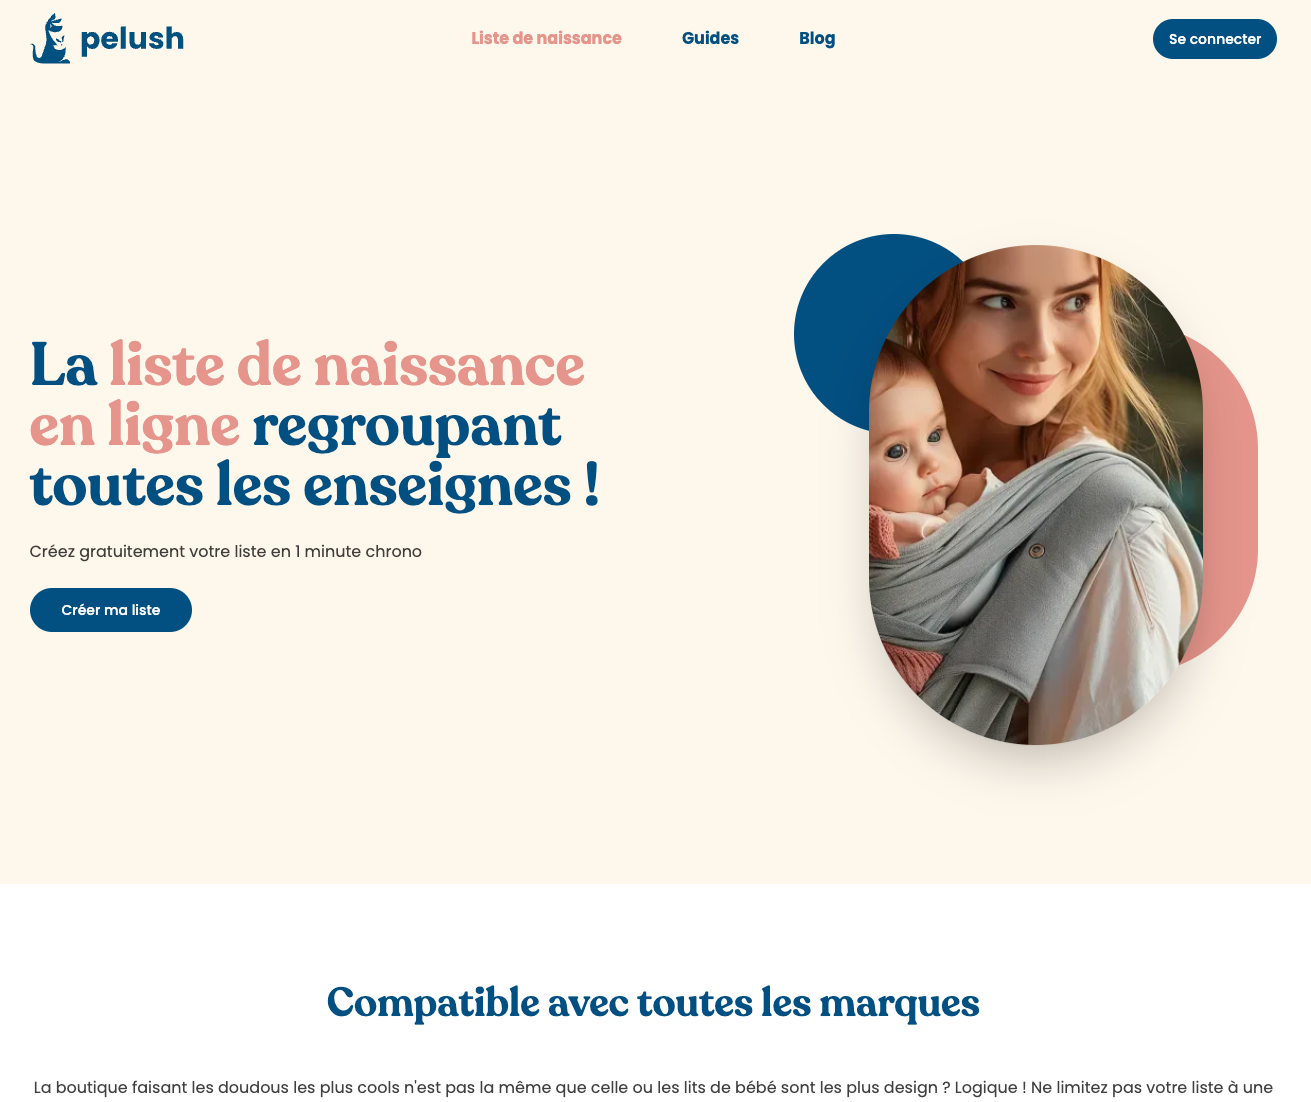 pelush
Liste de naissance
Guides
Blog
Se connecter
La liste de naissance
en ligne regroupant
toutes les enseignes !
Créez gratuitement votre liste en 1 minute chrono
Créer ma liste
Compatible avec toutes les marques
La boutique faisant les doudous les plus cools n'est pas la même que celle ou les lits de bébé sont les plus design ? Logique ! Ne limitez pas votre liste à une